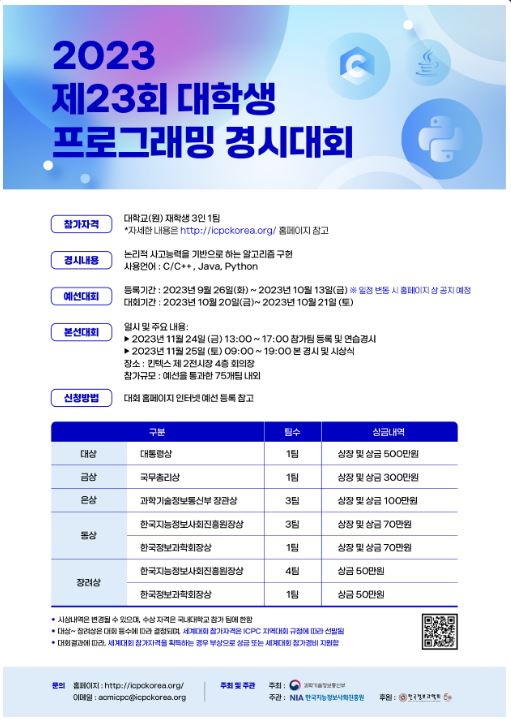 2023
제23회 대학생
프로그래밍 경시대회
참가자격
대학교(원) 재학생 3인 1팀
*자세한 내용은 http://icpckorea.org/ 홈페이지 참고
경시내용
논리적 사고능력을 기반으로 하는 알고리즘 구현
사용언어 : C/C++ , Java, Python
예선대회
등록기간 : 2023년 9월 26일(화) ~ 2023년 10월 13일(금) ※ 일정 변동 시 홈페이지 상 공지 예정
대회기간 : 2023년 10월 20일(금)~ 2023년 10월 21일 (토)
본선대회
일시 및 주요 내용:
▶ 2023년 11월 24일 (금) 13:00 ~ 17:00 참가팀 등록 및 연습경시
▶ 2023년 11월 25일 (토) 09:00 ~ 19:00 본 경시 및 시상식
장소 : 킨텍스 제 2전시장 4층 회의장
참가규모 : 예선을 통과한 75개팀 내외
신청방법
대회 홈페이지 인터넷 예선 등록 참고
구분 팀수 상금내역
대상 대통령상 1팀 상장 및 상금 500만원
금상 국무총리상 1팀 상장 및 상금 300만원
은상 과학기술정보통신부 장관상 3팀 상장 및 상금 100만원
동상 한국지능정보사회진흥원장상 3팀 상장 및 상금 70만원
한국정보과학회장상 1팀 상장 및 상금 70만원
장려상 한국지능정보사회진흥원장상 4팀 상금 50만원
한국정보과학회장상 1팀 상금 50만원
• 시상내역은 변경될 수 있으며, 수상 자격은 국내대학교 참가 팀에 한함
• 대상~ 장려상은 대회 등수에 따라 결정되며, 세계대회 참가자격은 ICPC 지역대회 규정에 따라 선발됨
• 대회결과에 따라, 세계대회 참가자격을 획득하는 경우 부상으로 상금 또는 세계대회 참가경비 지원함
문의 홈페이지 : http://icpckorea.org/
이메일 : acmicpc@icpckorea.org
주최 및 주관
주최 : 과학기술정보통신부
주관 : NIA 한국지능정보사회진흥원
후원 : 한국정보과학회